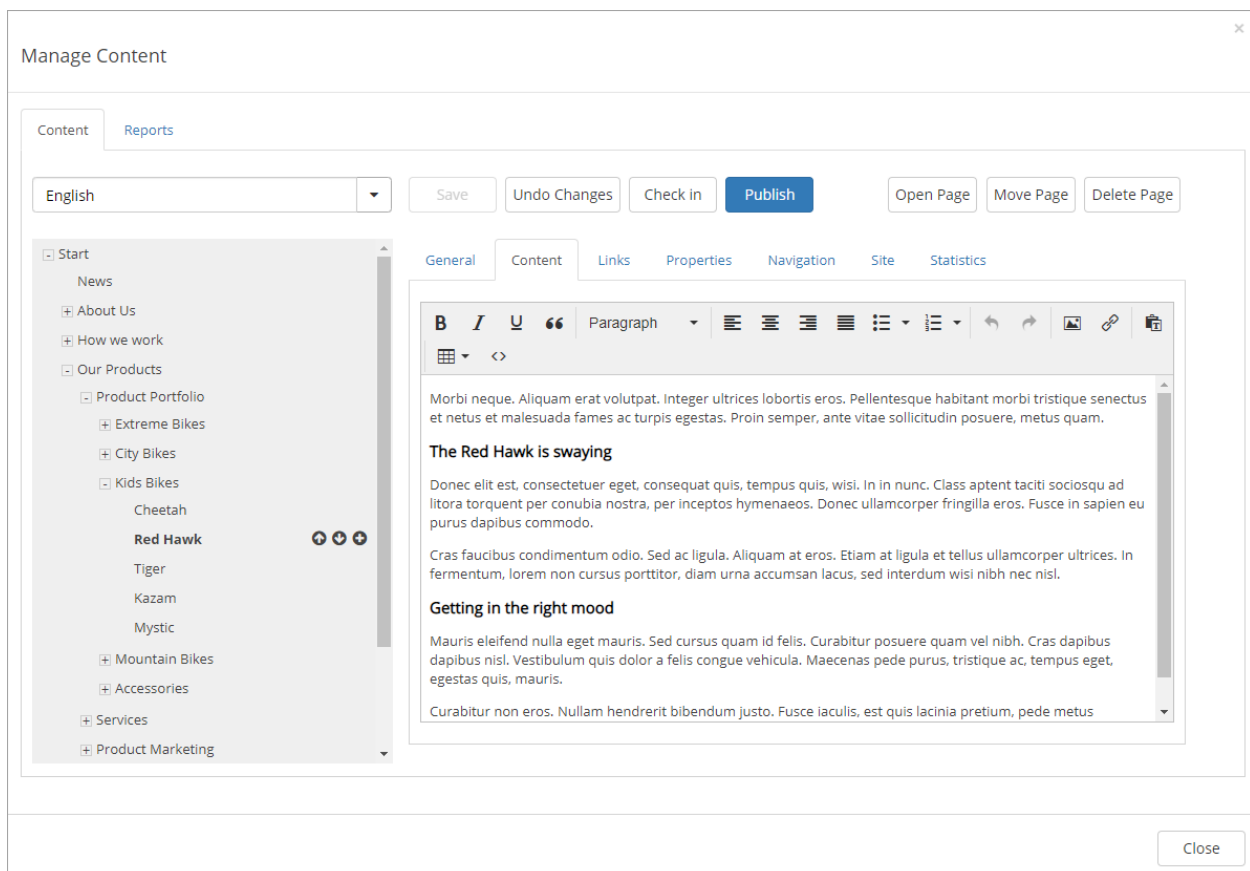 ×
Manage Content
Content Reports
English
Save Undo Changes Check in Publish Open Page Move Page Delete Page
Start
News
About Us
How we work
Our Products
Product Portfolio
Extreme Bikes
City Bikes
Kids Bikes
Cheetah
Red Hawk
Tiger
Kazam
Mystic
Mountain Bikes
Accessories
Services
Product Marketing
General Content Links Properties Navigation Site Statistics
B I U Paragraph
Morbi neque. Aliquam erat volutpat. Integer ultrices lobortis eros. Pellentesque habitant morbi tristique senectus
et netus et malesuada fames ac turpis egestas. Proin semper, ante vitae sollicitudin posuere, metus quam.
The Red Hawk is swaying
Donec elit est, consectetuer eget, consequat quis, tempus quis, wisi. In in nunc. Class aptent taciti sociosqu ad
litora torquent per conubia nostra, per inceptos hymenaeos. Donec ullamcorper fringilla eros. Fusce in sapien eu
purus dapibus commodo.
Cras faucibus condimentum odio. Sed ac ligula. Aliquam at eros. Etiam at ligula et tellus ullamcorper ultrices. In
fermentum, lorem non cursus porttitor, diam urna accumsan lacus, sed interdum wisi nibh nec nisl.
Getting in the right mood
Mauris eleifend nulla eget mauris. Sed cursus quam id felis. Curabitur posuere quam vel nibh. Cras dapibus
dapibus nisl. Vestibulum quis dolor a felis congue vehicula. Maecenas pede purus, tristique ac, tempus eget,
egestas quis, mauris.
Curabitur non eros. Nullam hendrerit bibendum justo. Fusce iaculis, est quis lacinia pretium, pede metus
Close